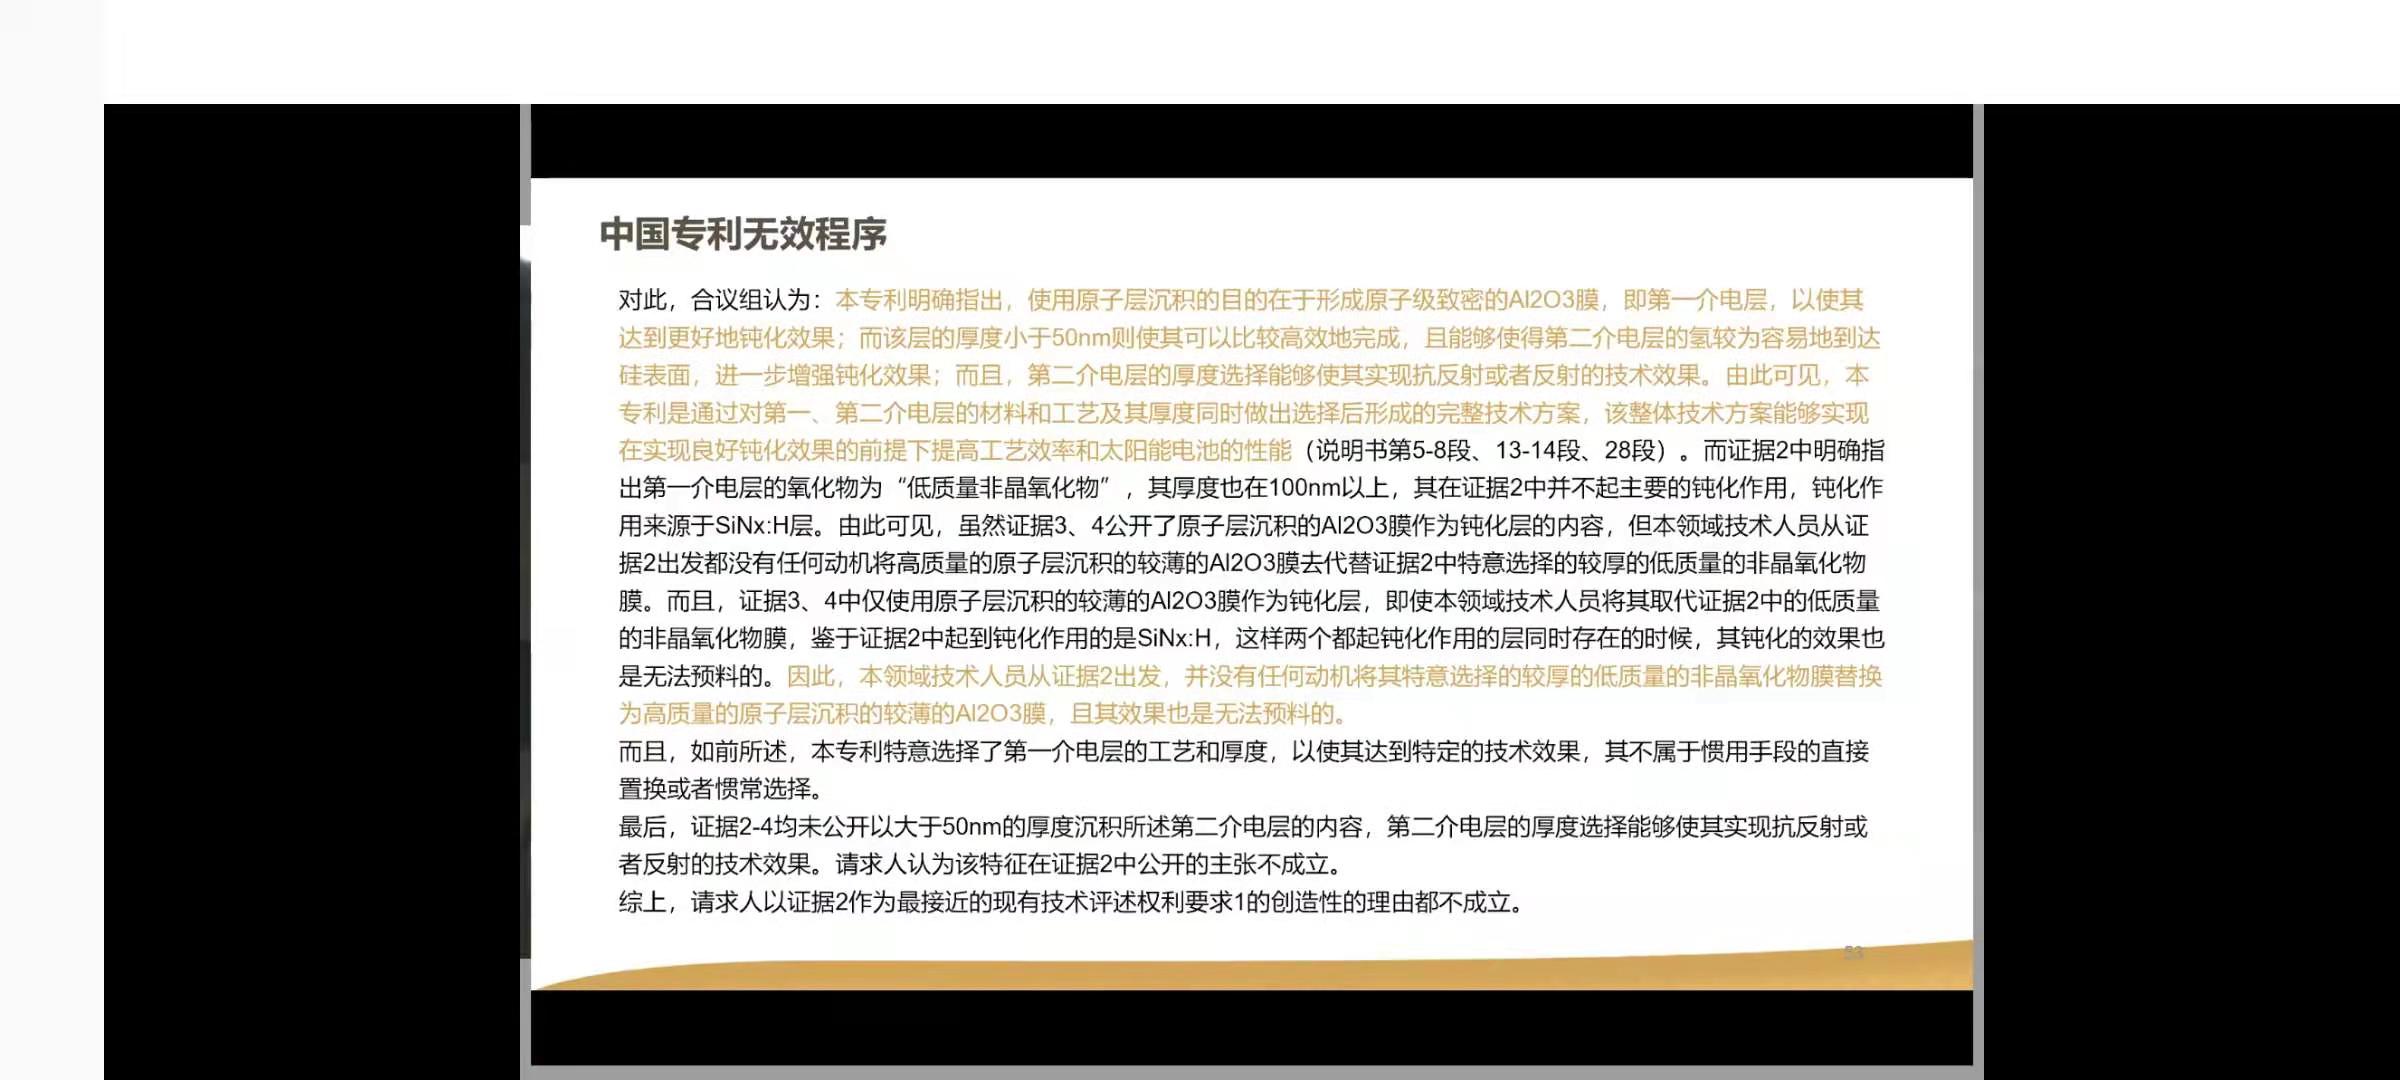 中国专利无效程序
对此，合议组认为：本专利明确指出，使用原子层沉积的目的在于形成原子级致密的Al2O3膜，即第一介电层，以使其
达到更好地钝化效果；而该层的厚度小于50nm则使其可以比较高效地完成，且能够使得第二介电层的氢较为容易地到达
硅表面，进一步增强钝化效果；而且，第二介电层的厚度选择能够使其实现抗反射或者反射的技术效果。由此可见，本
专利是通过对第一、第二介电层的材料和工艺及其厚度同时做出选择后形成的完整技术方案，该整体技术方案能够实现
在实现良好钝化效果的前提下提高工艺效率和太阳能电池的性能（说明书第5-8段、13-14段、28段）。而证据2中明确指
出第一介电层的氧化物为“低质量非晶氧化物”，其厚度也在100nm以上，其在证据2中并不起主要的钝化作用，钝化作
用来源于SiNx:H层。由此可见，虽然证据3、4公开了原子层沉积的Al2O3膜作为钝化层的内容，但本领域技术人员从证
据2出发都没有任何动机将高质量的原子层沉积的较薄的Al2O3膜去代替证据2中特意选择的较厚的低质量的非晶氧化物
膜。而且，证据3、4中仅使用原子层沉积的较薄的Al2O3膜作为钝化层，即使本领域技术人员将其取代证据2中的低质量
的非晶氧化物膜，鉴于证据2中起到钝化作用的是SiNx:H，这样两个都起钝化作用的层同时存在的时候，其钝化的效果也
是无法预料的。因此，本领域技术人员从证据2出发，并没有任何动机将其特意选择的较厚的低质量的非晶氧化物膜替换
为高质量的原子层沉积的较薄的Al2O3膜，且其效果也是无法预料的。
而且，如前所述，本专利特意选择了第一介电层的工艺和厚度，以使其达到特定的技术效果，其不属于惯用手段的直接
置换或者惯常选择。
最后，证据2-4均未公开以大于50nm的厚度沉积所述第二介电层的内容，第二介电层的厚度选择能够使其实现抗反射或
者反射的技术效果。请求人认为该特征在证据2中公开的主张不成立。
综上，请求人以证据2作为最接近的现有技术评述权利要求1的创造性的理由都不成立。
53